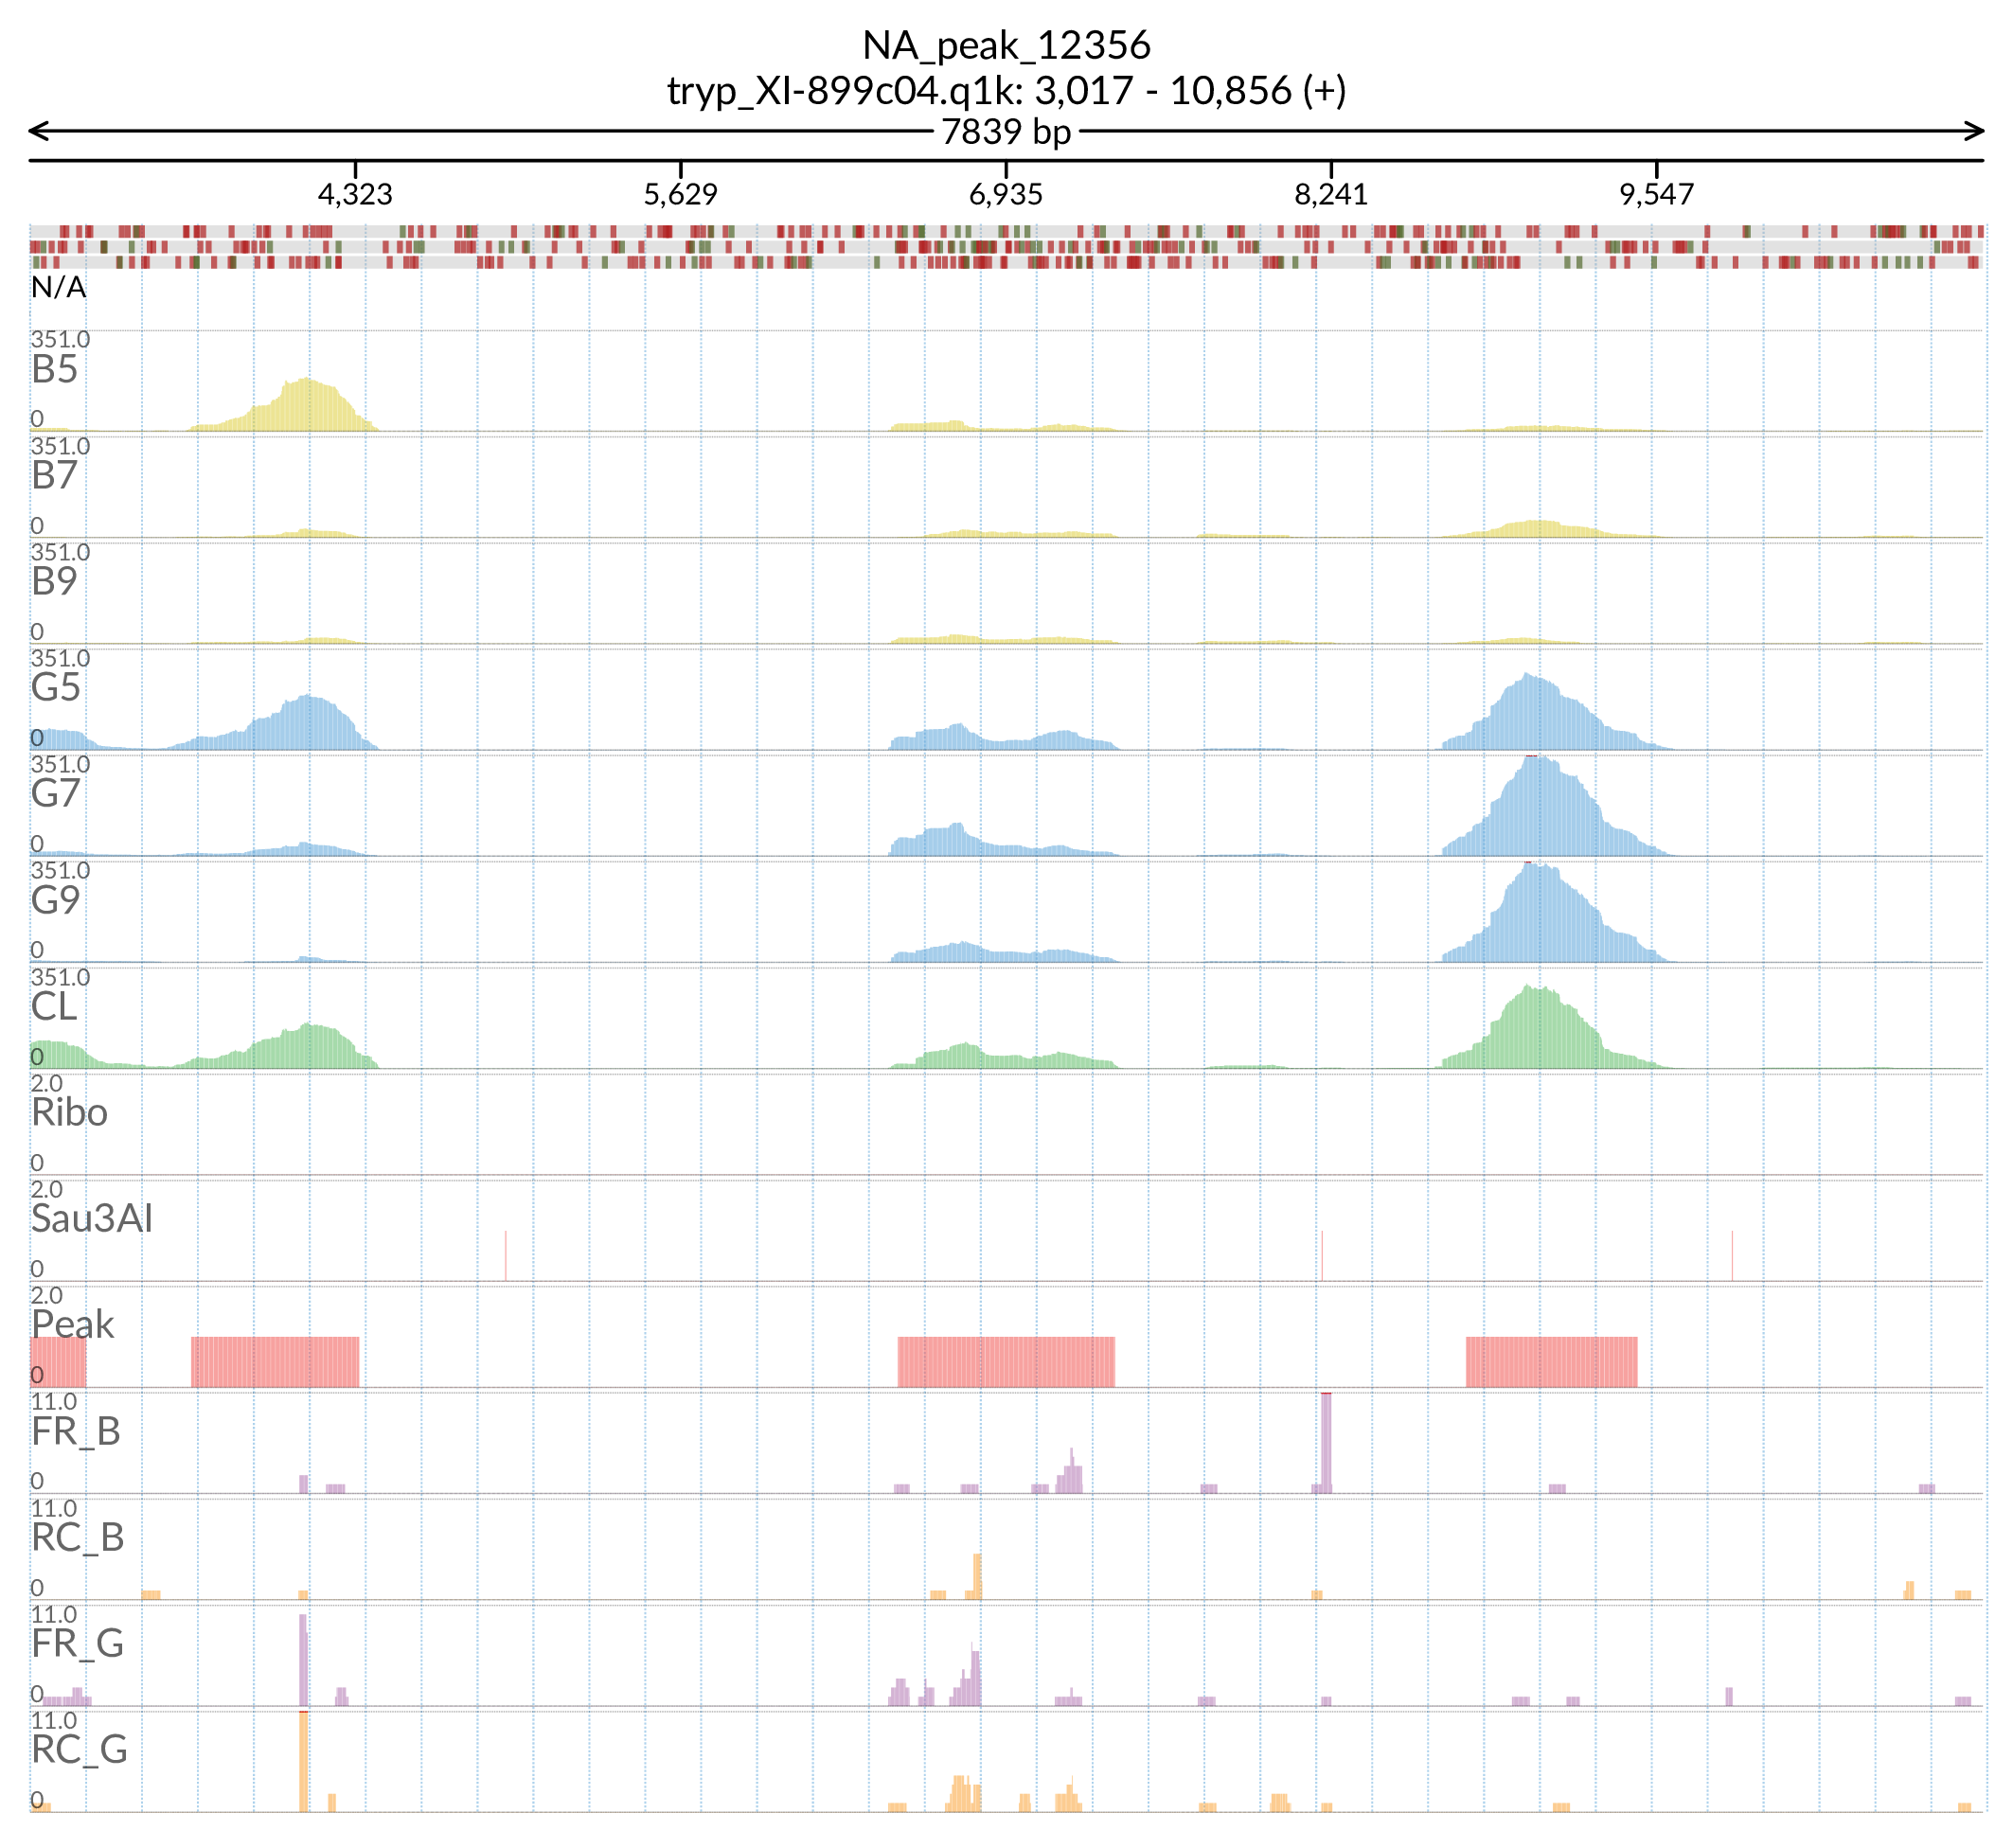 NA_peak_12356
tryp_XI-899c04.q1k: 3,017 - 10,856 (+)
7839 bp
4,323 5,629 6,935 8,241 9,547
N/A
351.0
B5
0
351.0
B7
0
351.0
B9
0
351.0
G5
0
351.0
G7
0
351.0
G9
0
351.0
CL
0
2.0
Ribo
0
2.0
Sau3AI
0
2.0
Peak
0
11.0
FR_B
0
11.0
RC_B
0
11.0
FR_G
0
11.0
RC_G
0